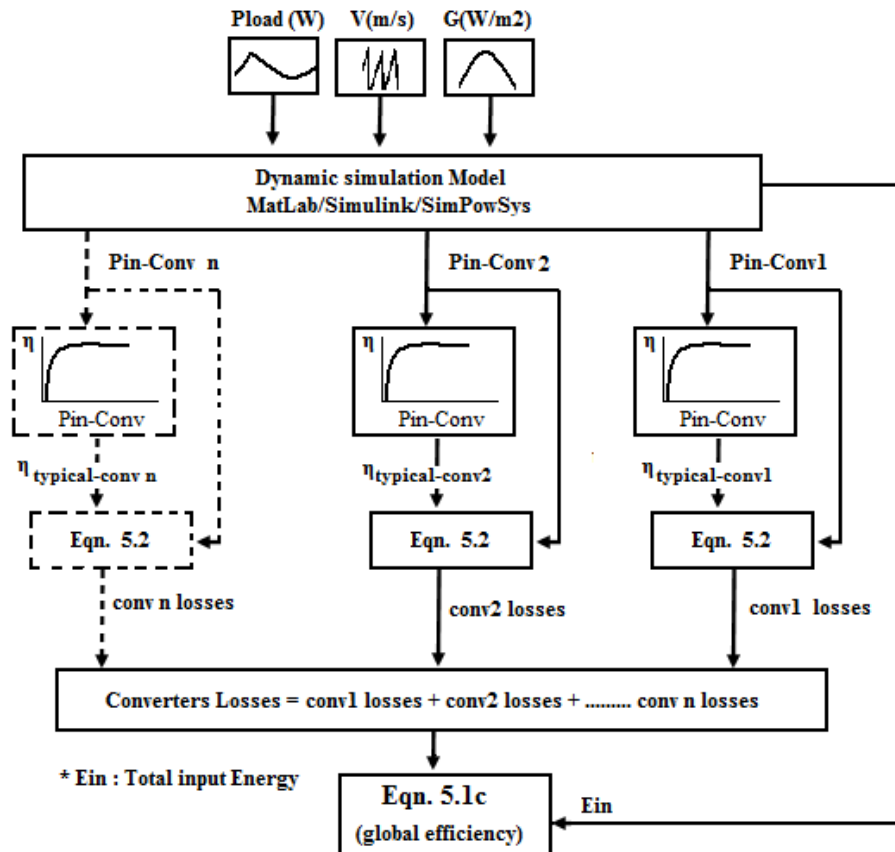 Pload (W) V(m/s) G(W/m2)
Dynamic simulation Model
MatLab/Simulink/SimPowSys
Pin-Conv n Pin-Conv 2 Pin-Conv1
η η η
Pin-Conv Pin-Conv Pin-Conv
ηtypical-conv n ηtypical-conv2 ηtypical-conv1
Eqn. 5.2 Eqn. 5.2 Eqn. 5.2
conv n losses conv2 losses conv1 losses
Converters Losses = conv1 losses + conv2 losses + ......... conv n losses
* Ein : Total input Energy
Eqn. 5.1c
(global efficiency)
Ein